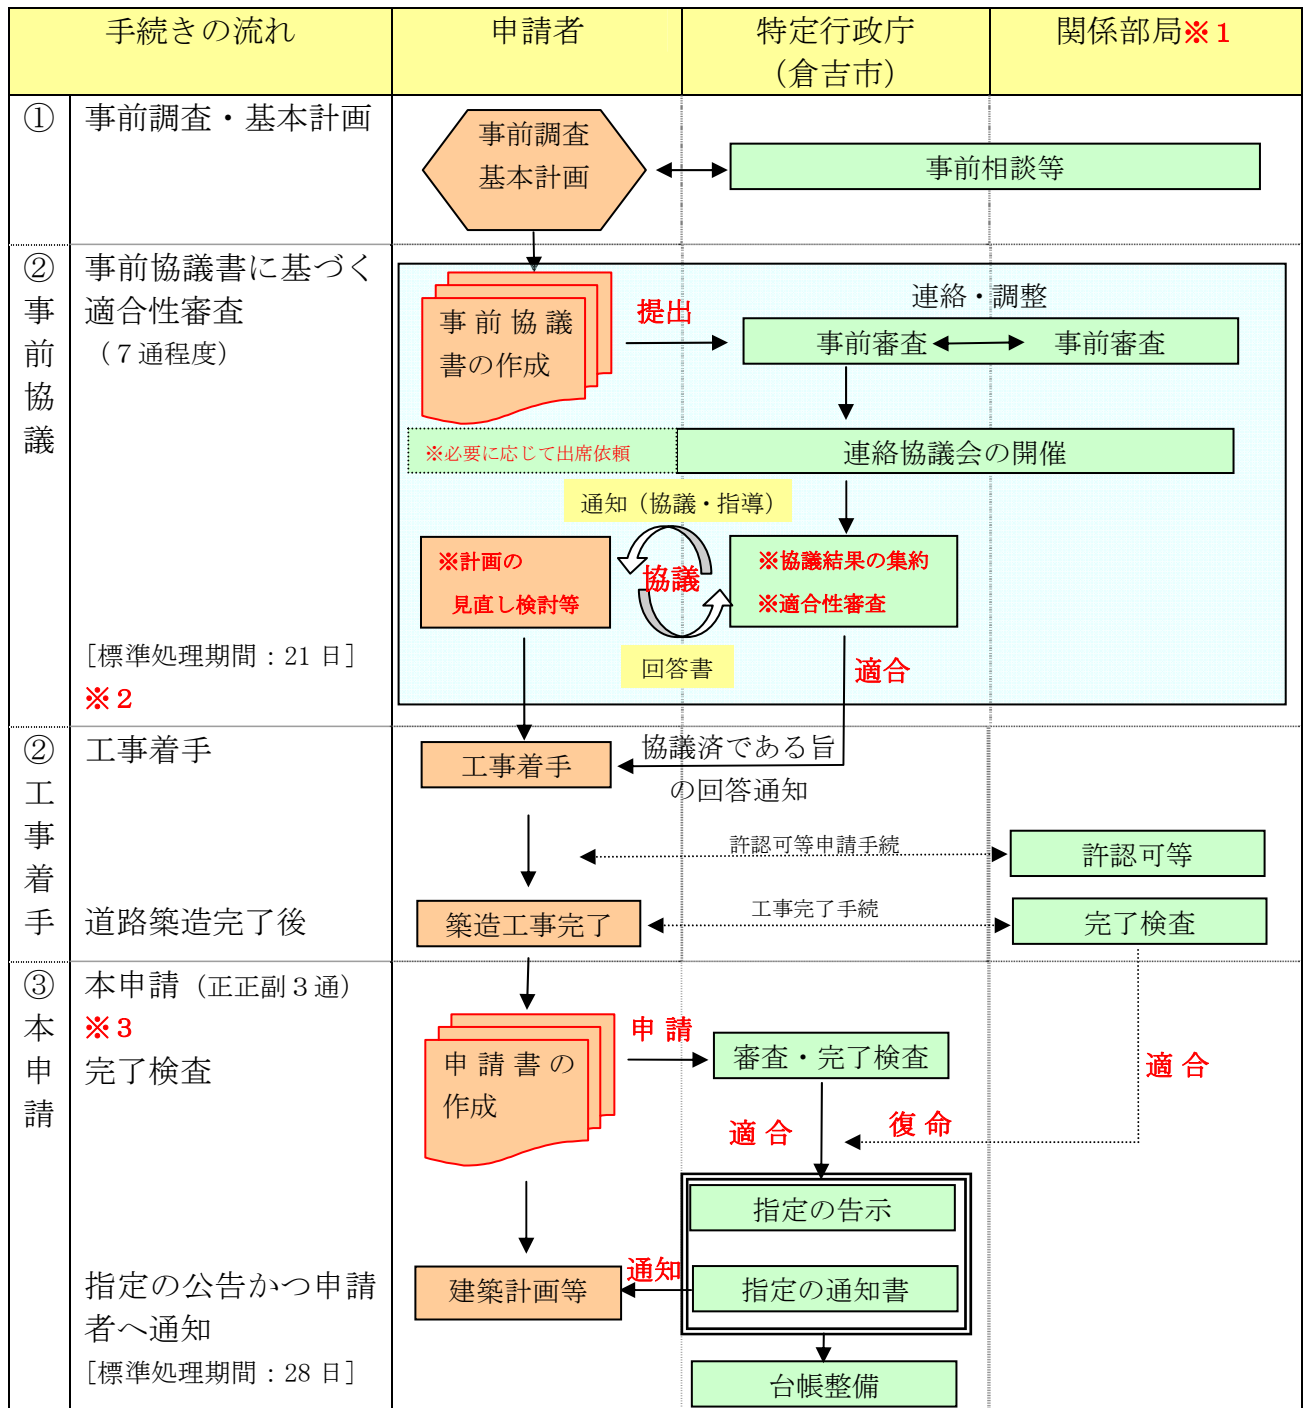 手続きの流れ
申請者
特定行政庁
（倉吉市）
関係部局※１
①
事前調査・基本計画
事前調査
基本計画
事前相談等
②
事前協議
事前協議書に基づく
適合性審査
（７通程度）
［標準処理期間：21 日］
※２
事 前 協 議
書の作成
提出
連絡・調整
事前審査
事前審査
※必要に応じて出席依頼
連絡協議会の開催
通知（協議・指導）
※計画の
見直し検討等
協議
※協議結果の集約
※適合性審査
回答書
適合
②
工事着手
工事着手
工事着手
協議済である旨
の回答通知
許認可等申請手続
許認可等
道路築造完了後
築造工事完了
工事完了手続
完了検査
③
本申請
本申請（正正副３通）
※３
完了検査
申 請 書 の
作成
申 請
審査・完了検査
適 合
適 合
復 命
指定の告示
指定の公告かつ申請
者へ通知
［標準処理期間：28 日］
建築計画等
通知
指定の通知書
台帳整備